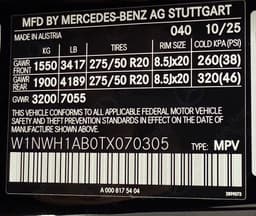 MFD BY MERCEDES-BENZ AG STUTTGART
MADE IN AUSTRIA 040 10/25
KG LB TIRES RIM SIZE COLD KPA(PSI)
GAWR FRONT 1550 3417 275/50 R20 8.5Jx20 260(38)
GAWR REAR 1900 4189 275/50 R20 8.5Jx20 320(46)
GVWR 3200 7055
THIS VEHICLE CONFORMS TO ALL APPLICABLE FEDERAL MOTOR VEHICLE
SAFETY AND THEFT PREVENTION STANDARDS IN EFFECT ON THE DATE OF
MANUFACTURE SHOWN ABOVE.
W1NWH1AB0TX070305 TYPE: MPV
A 000 817 54 04